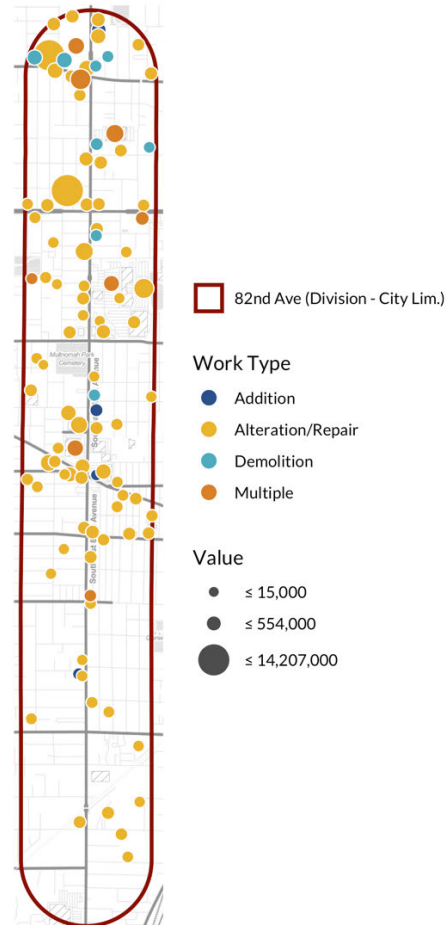 82nd Ave (Division - City Lim.)
Work Type
Addition
Alteration/Repair
Demolition
Multiple
Value
≤ 15,000
≤ 554,000
≤ 14,207,000
Multnomah Park
Cemetery
Avenue